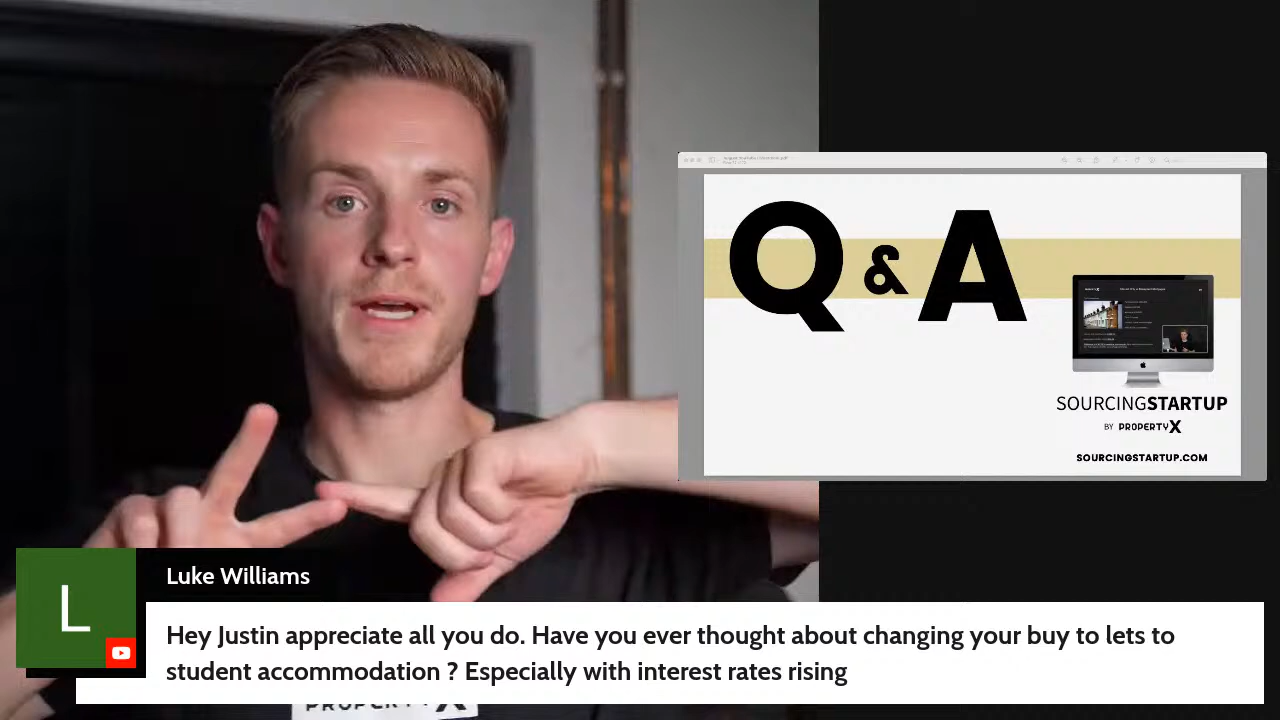 Q & A
SOURCINGSTARTUP
BY PROPERTYX
SOURCINGSTARTUP.COM
L
Luke Williams
Hey Justin appreciate all you do. Have you ever thought about changing your buy to lets to
student accommodation ? Especially with interest rates rising
PROPERTYX